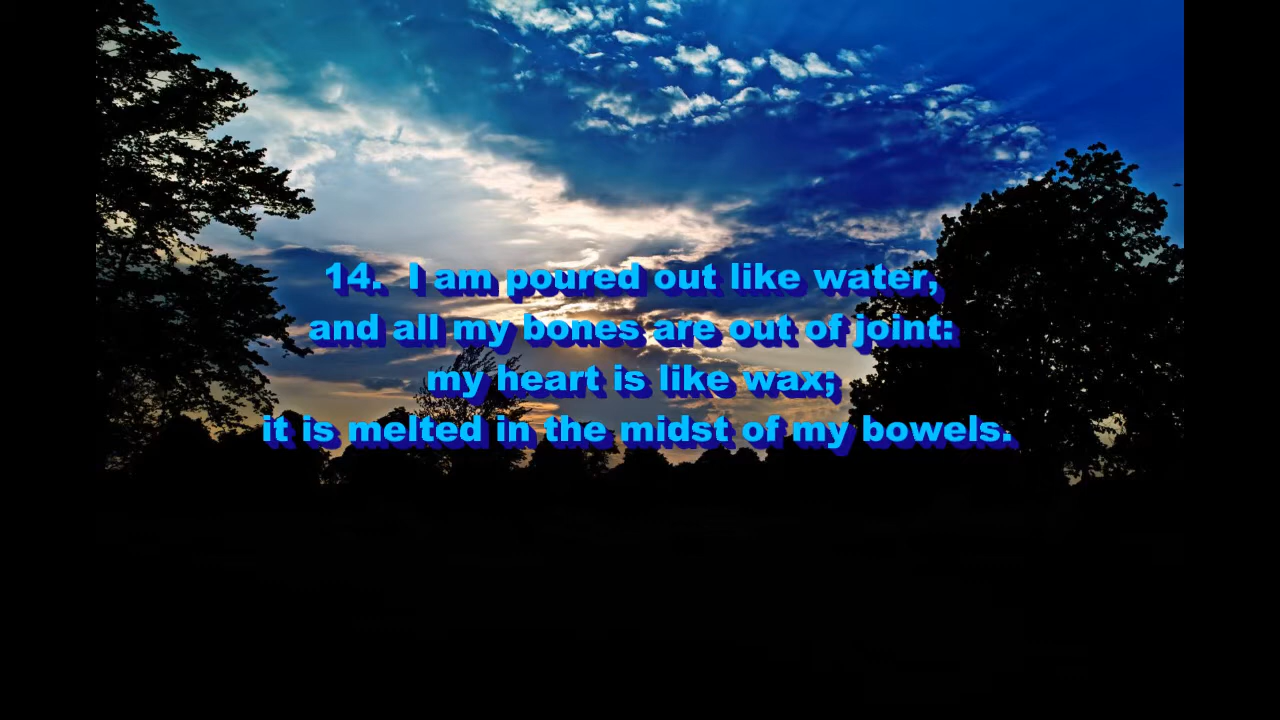 14.  I am poured out like water,
and all my bones are out of joint:
my heart is like wax;
it is melted in the midst of my bowels.